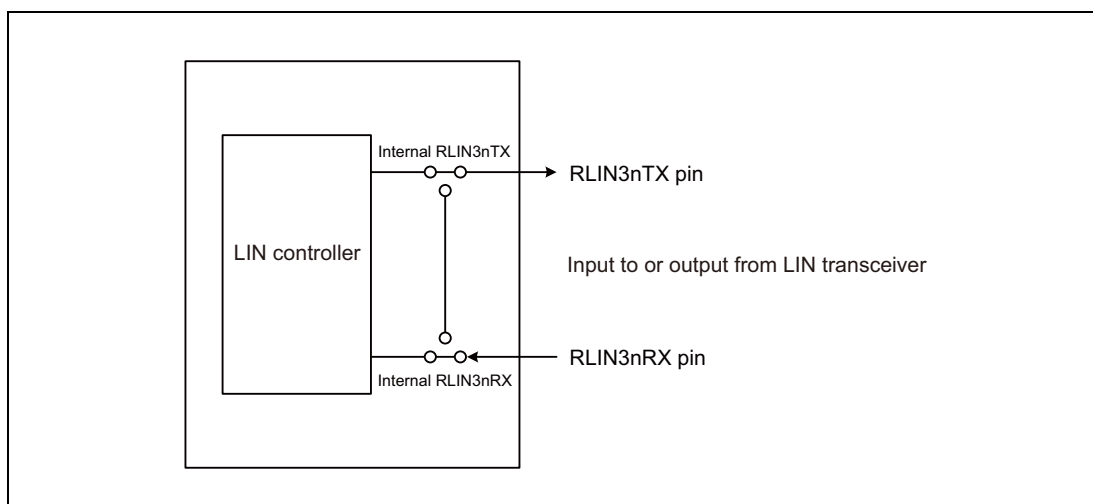 Internal RLIN3nTX
RLIN3nTX pin
LIN controller
Input to or output from LIN transceiver
RLIN3nRX pin
Internal RLIN3nRX